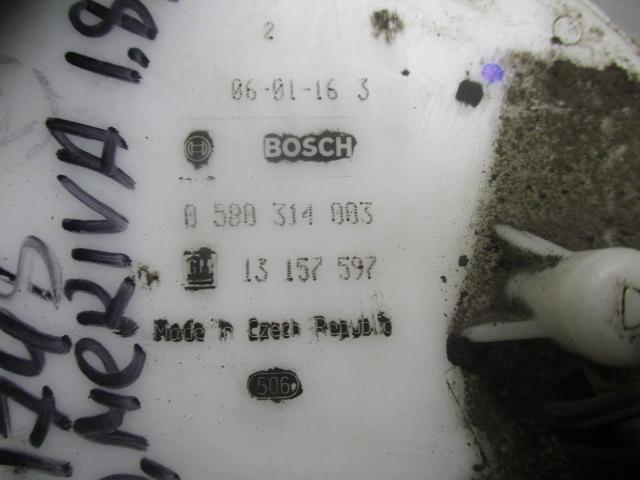 2
06-01-16 3
BOSCH
0 580 314 003
GM 13 157 597
Made in Czech Republic
506
MERIVA 1.8